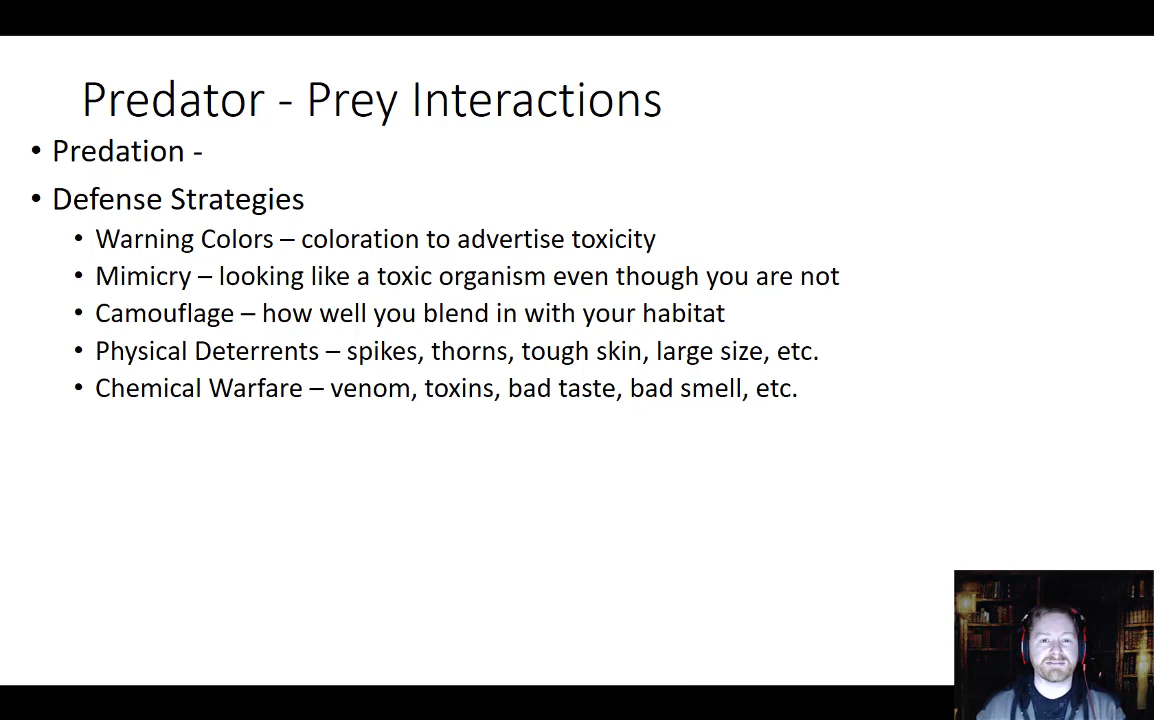 Predator - Prey Interactions
• Predation -
• Defense Strategies
• Warning Colors – coloration to advertise toxicity
• Mimicry – looking like a toxic organism even though you are not
• Camouflage – how well you blend in with your habitat
• Physical Deterrents – spikes, thorns, tough skin, large size, etc.
• Chemical Warfare – venom, toxins, bad taste, bad smell, etc.